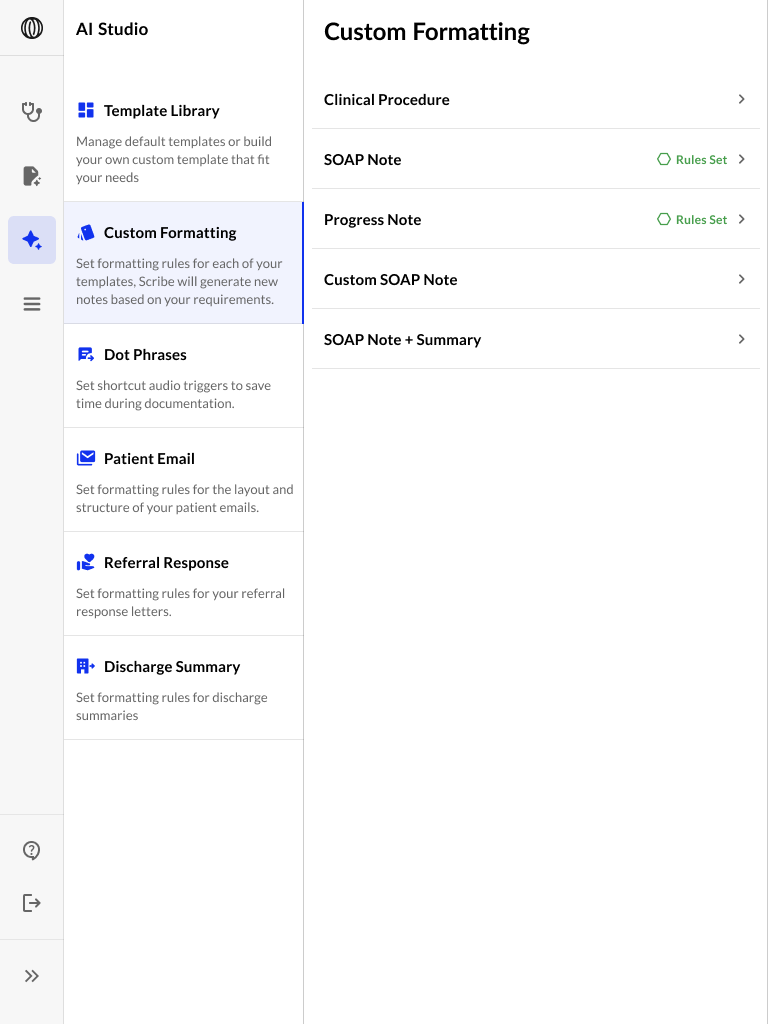 AI Studio
Template Library
Manage default templates or build
your own custom template that fit
your needs
Custom Formatting
Set formatting rules for each of your
templates, Scribe will generate new
notes based on your requirements.
Dot Phrases
Set shortcut audio triggers to save
time during documentation.
Patient Email
Set formatting rules for the layout and
structure of your patient emails.
Referral Response
Set formatting rules for your referral
response letters.
Discharge Summary
Set formatting rules for discharge
summaries
Custom Formatting
Clinical Procedure
SOAP Note Rules Set
Progress Note Rules Set
Custom SOAP Note
SOAP Note + Summary